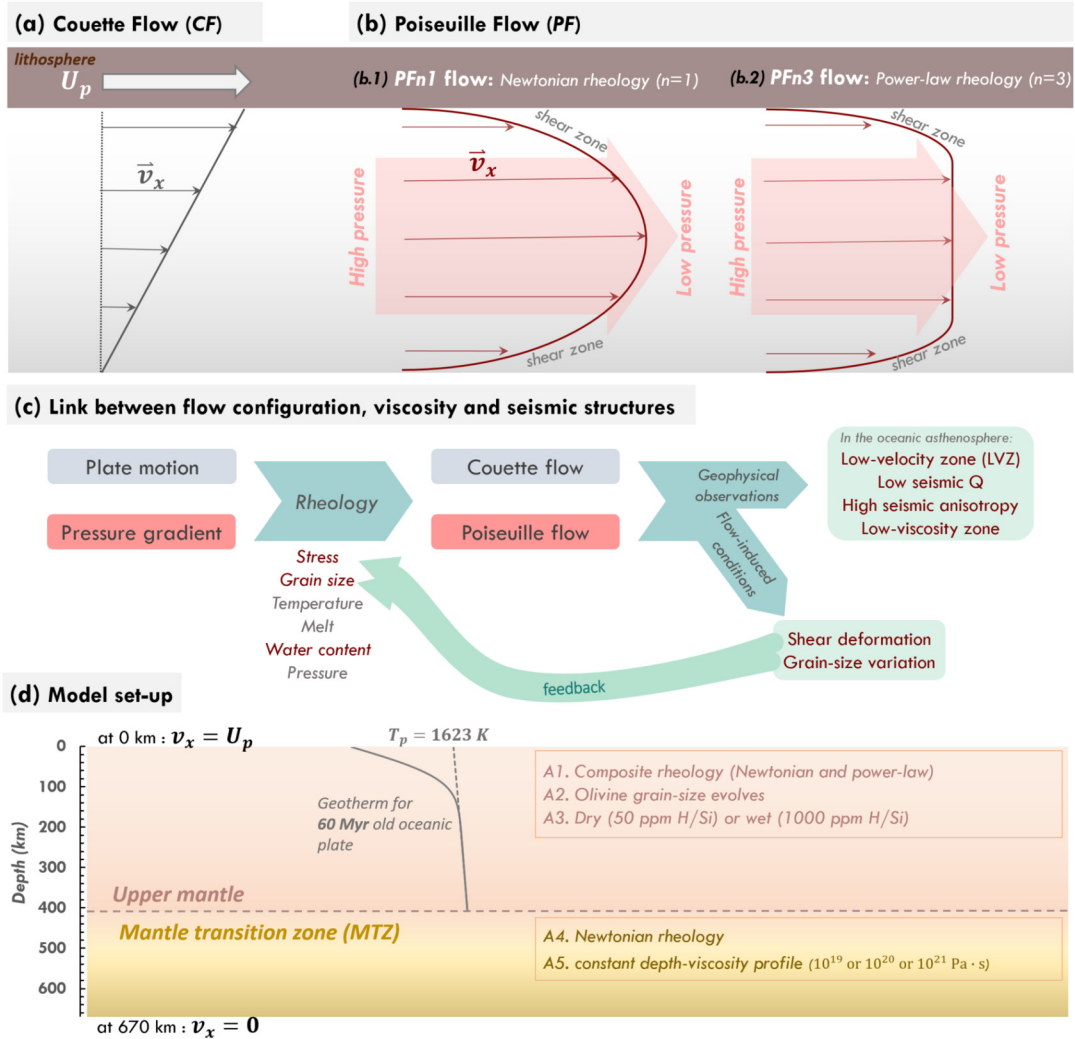 (a) Couette Flow (CF)
(b) Poiseuille Flow (PF)
lithosphere
U_p
(b.1) PFn1 flow: Newtonian rheology (n=1)
(b.2) PFn3 flow: Power-law rheology (n=3)
v⃗_x
High pressure
shear zone
v⃗_x
shear zone
Low pressure
High pressure
shear zone
shear zone
Low pressure
(c) Link between flow configuration, viscosity and seismic structures
Plate motion
Pressure gradient
Rheology
Stress
Grain size
Temperature
Melt
Water content
Pressure
Couette flow
Poiseuille flow
Geophysical
observations
Flow-induced
conditions
In the oceanic asthenosphere:
Low-velocity zone (LVZ)
Low seismic Q
High seismic anisotropy
Low-viscosity zone
Shear deformation
Grain-size variation
feedback
(d) Model set-up
at 0 km : v_x = U_p
T_p = 1623 K
Depth (km)
0
100
200
300
400
500
600
Geotherm for
60 Myr old oceanic
plate
A1. Composite rheology (Newtonian and power-law)
A2. Olivine grain-size evolves
A3. Dry (50 ppm H/Si) or wet (1000 ppm H/Si)
Upper mantle
Mantle transition zone (MTZ)
A4. Newtonian rheology
A5. constant depth-viscosity profile (10^19 or 10^20 or 10^21 Pa · s)
at 670 km : v_x = 0